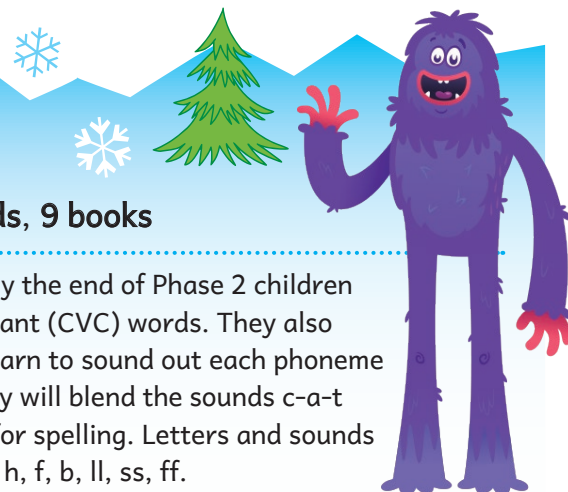 ds, 9 books
y the end of Phase 2 children
ant (CVC) words. They also
arn to sound out each phoneme
y will blend the sounds c-a-t
for spelling. Letters and sounds
h, f, b, ll, ss, ff.